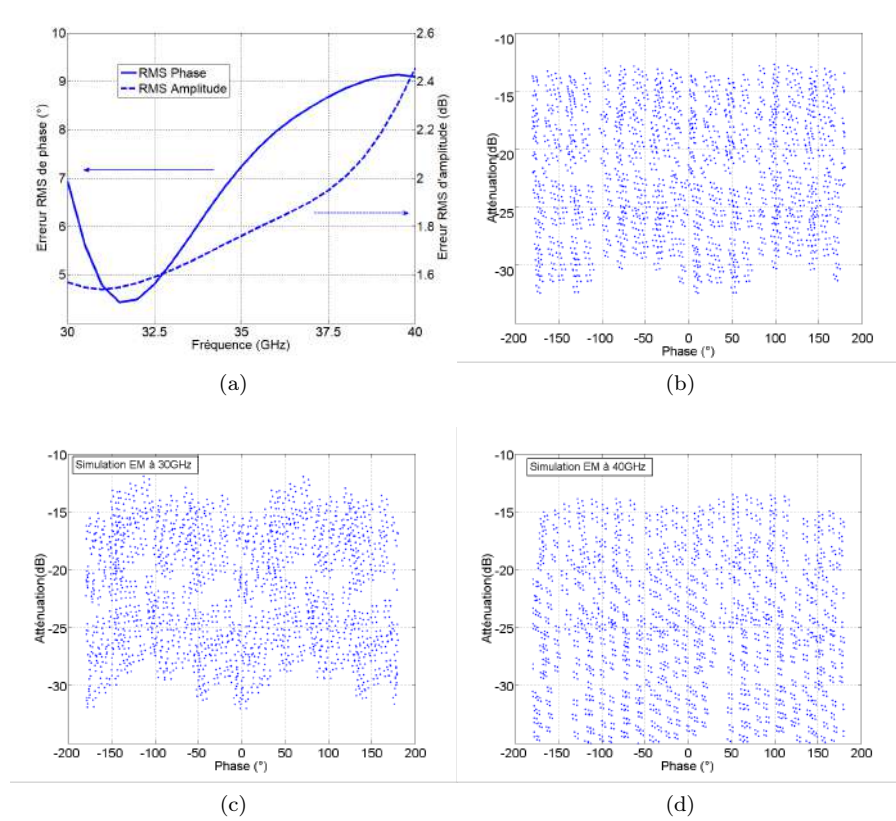 10
9
8
7
6
5
Erreur RMS de phase (°)
RMS Phase
RMS Amplitude
2.6
2.4
2.2
2
1.8
1.6
Erreur RMS d'amplitude (dB)
30 32.5 35 37.5 40
Fréquence (GHz)
(a)
-10
-15
-20
-25
-30
Atténuation(dB)
-200 -150 -100 -50 0 50 100 150 200
Phase (°)
(b)
Simulation EM à 30GHz
-10
-15
-20
-25
-30
Atténuation(dB)
-200 -150 -100 -50 0 50 100 150 200
Phase (°)
(c)
Simulation EM à 40GHz
-10
-15
-20
-25
-30
Atténuation(dB)
-200 -150 -100 -50 0 50 100 150 200
Phase (°)
(d)